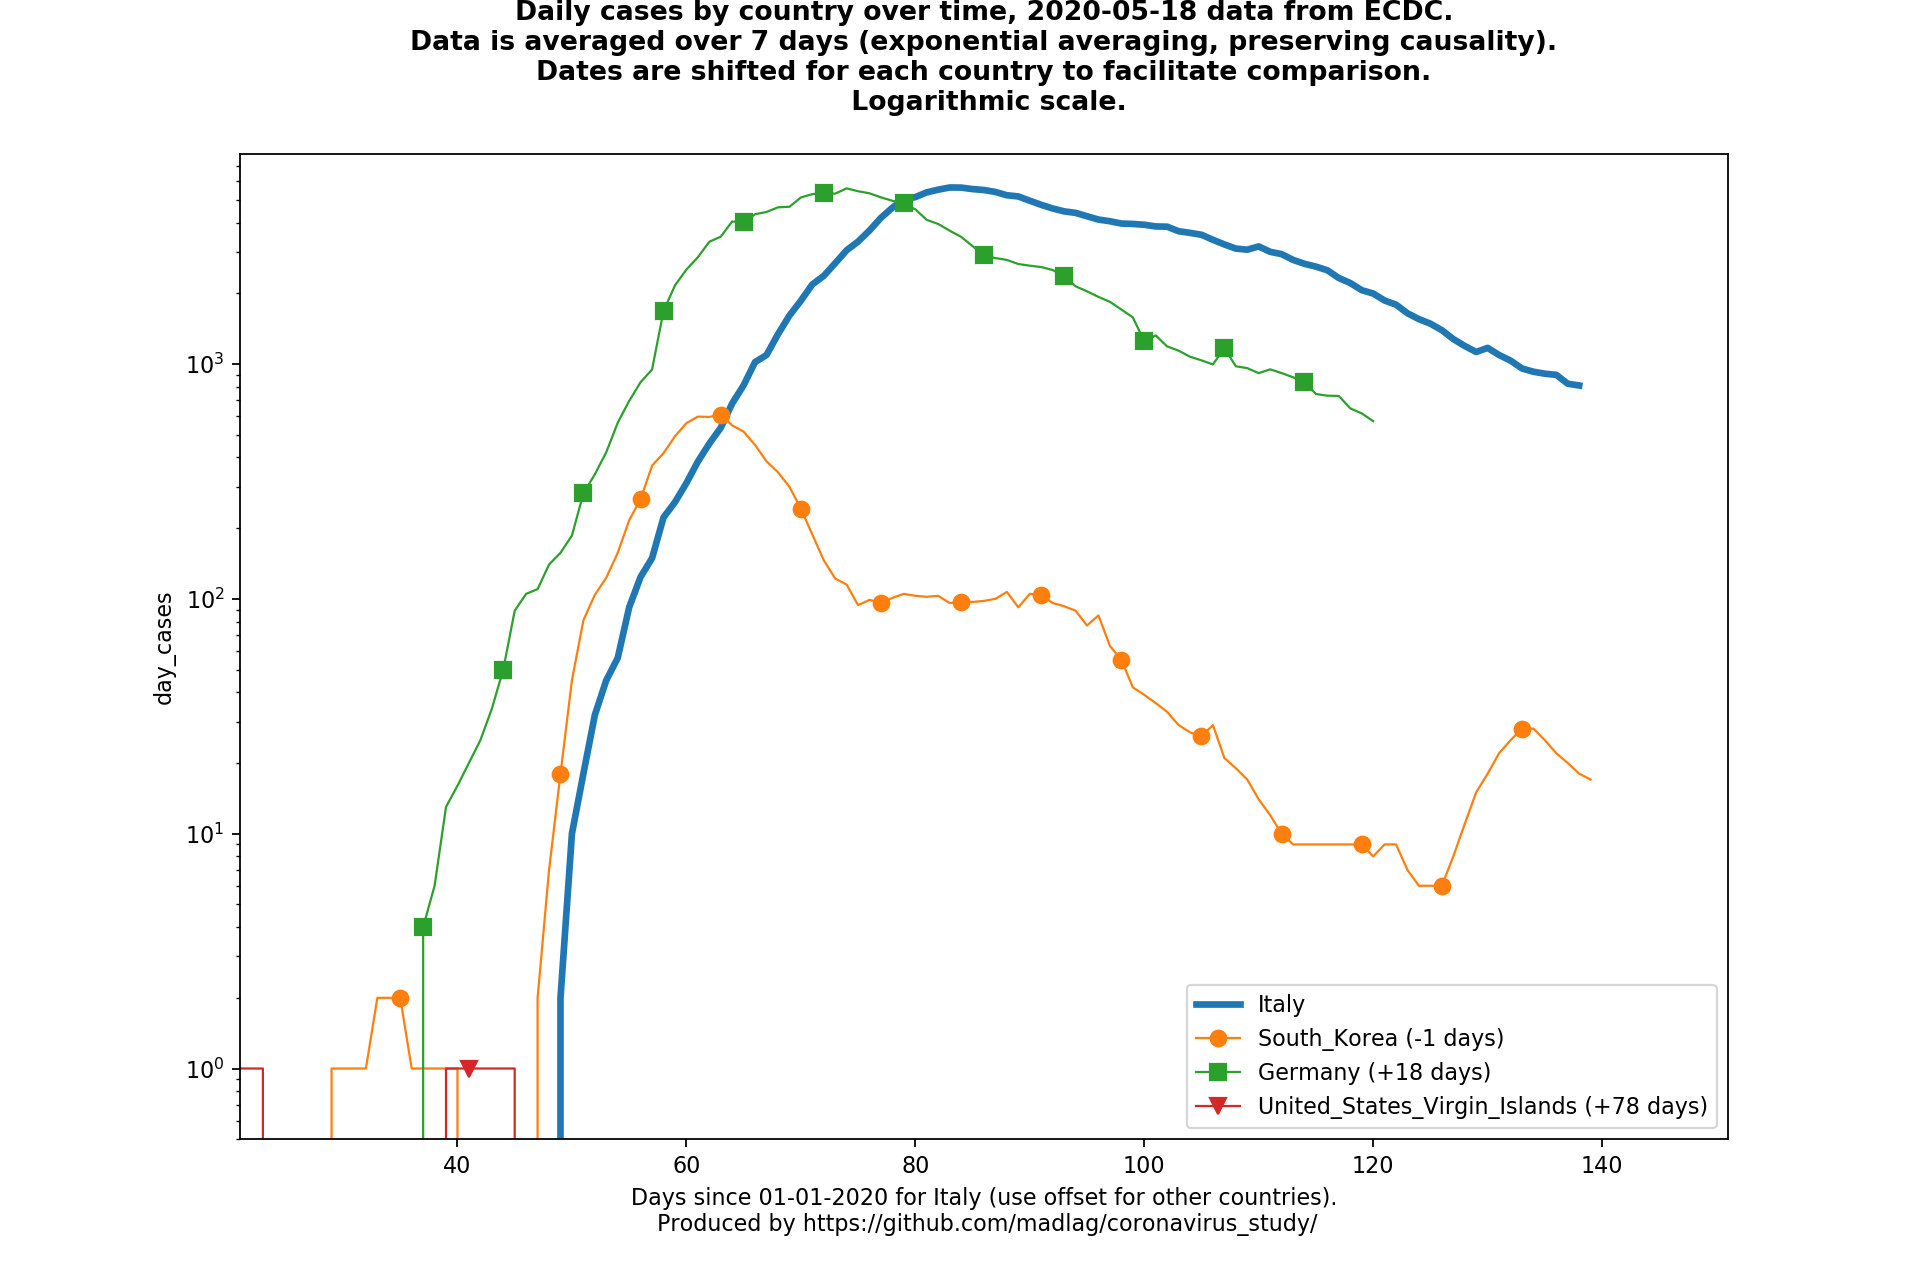 Daily cases by country over time, 2020-05-18 data from ECDC.
Data is averaged over 7 days (exponential averaging, preserving causality).
Dates are shifted for each country to facilitate comparison.
Logarithmic scale.
day_cases
10³
10²
10¹
10⁰
Italy
South_Korea (-1 days)
Germany (+18 days)
United_States_Virgin_Islands (+78 days)
40 60 80 100 120 140
Days since 01-01-2020 for Italy (use offset for other countries).
Produced by https://github.com/madlag/coronavirus_study/